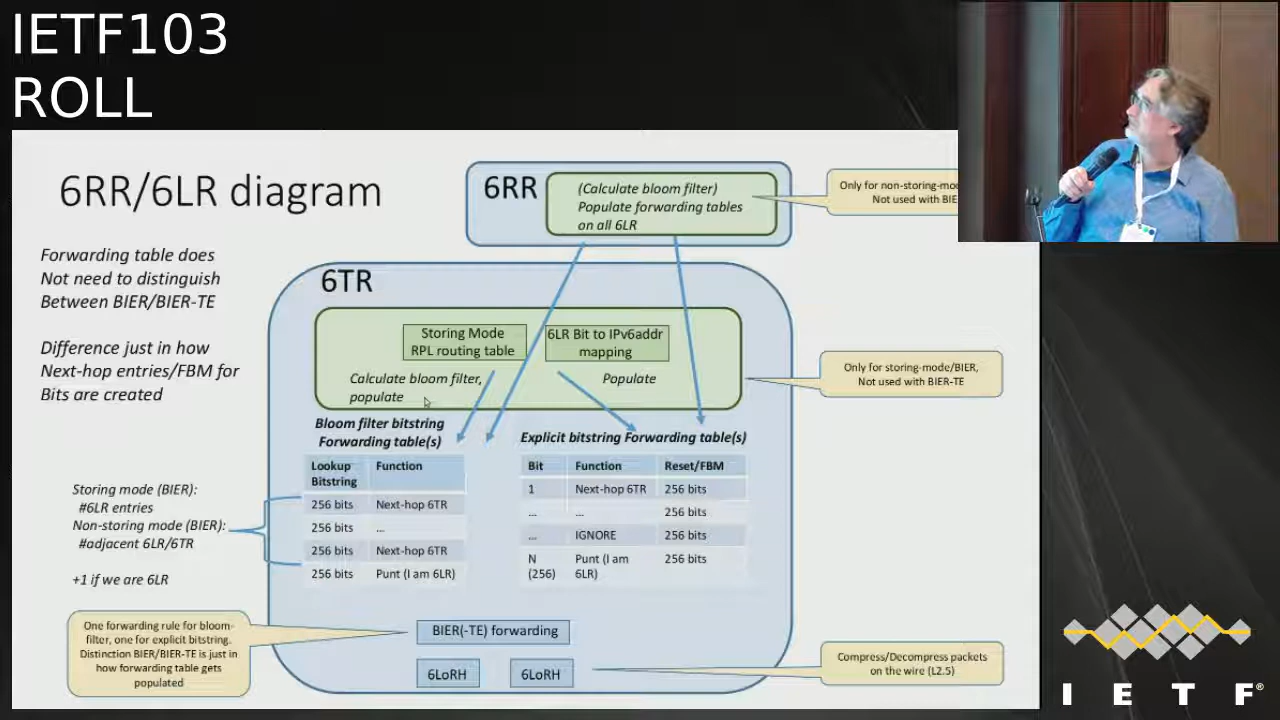 IETF103
ROLL
6RR/6LR diagram
6RR
(Calculate bloom filter)
Populate forwarding tables
on all 6LR
Only for non-storing-mo
Not used with BIE
Forwarding table does
Not need to distinguish
Between BIER/BIER-TE
Difference just in how
Next-hop entries/FBM for
Bits are created
6TR
Storing Mode
RPL routing table
6LR Bit to IPv6addr
mapping
Calculate bloom filter,
populate
Populate
Only for storing-mode/BIER,
Not used with BIER-TE
Bloom filter bitstring
Forwarding table(s)
Explicit bitstring Forwarding table(s)
Lookup
Bitstring
Function
256 bits
Next-hop 6TR
256 bits
...
256 bits
Next-hop 6TR
256 bits
Punt (I am 6LR)
Bit
Function
Reset/FBM
1
Next-hop 6TR
256 bits
...
...
256 bits
...
IGNORE
256 bits
N
(256)
Punt (I am
6LR)
256 bits
Storing mode (BIER):
#6LR entries
Non-storing mode (BIER):
#adjacent 6LR/6TR
+1 if we are 6LR
One forwarding rule for bloom-
filter, one for explicit bitstring.
Distinction BIER/BIER-TE is just in
how forwarding table gets
populated
BIER(-TE) forwarding
6LoRH
6LoRH
Compress/Decompress packets
on the wire (L2.5)
I E T F®